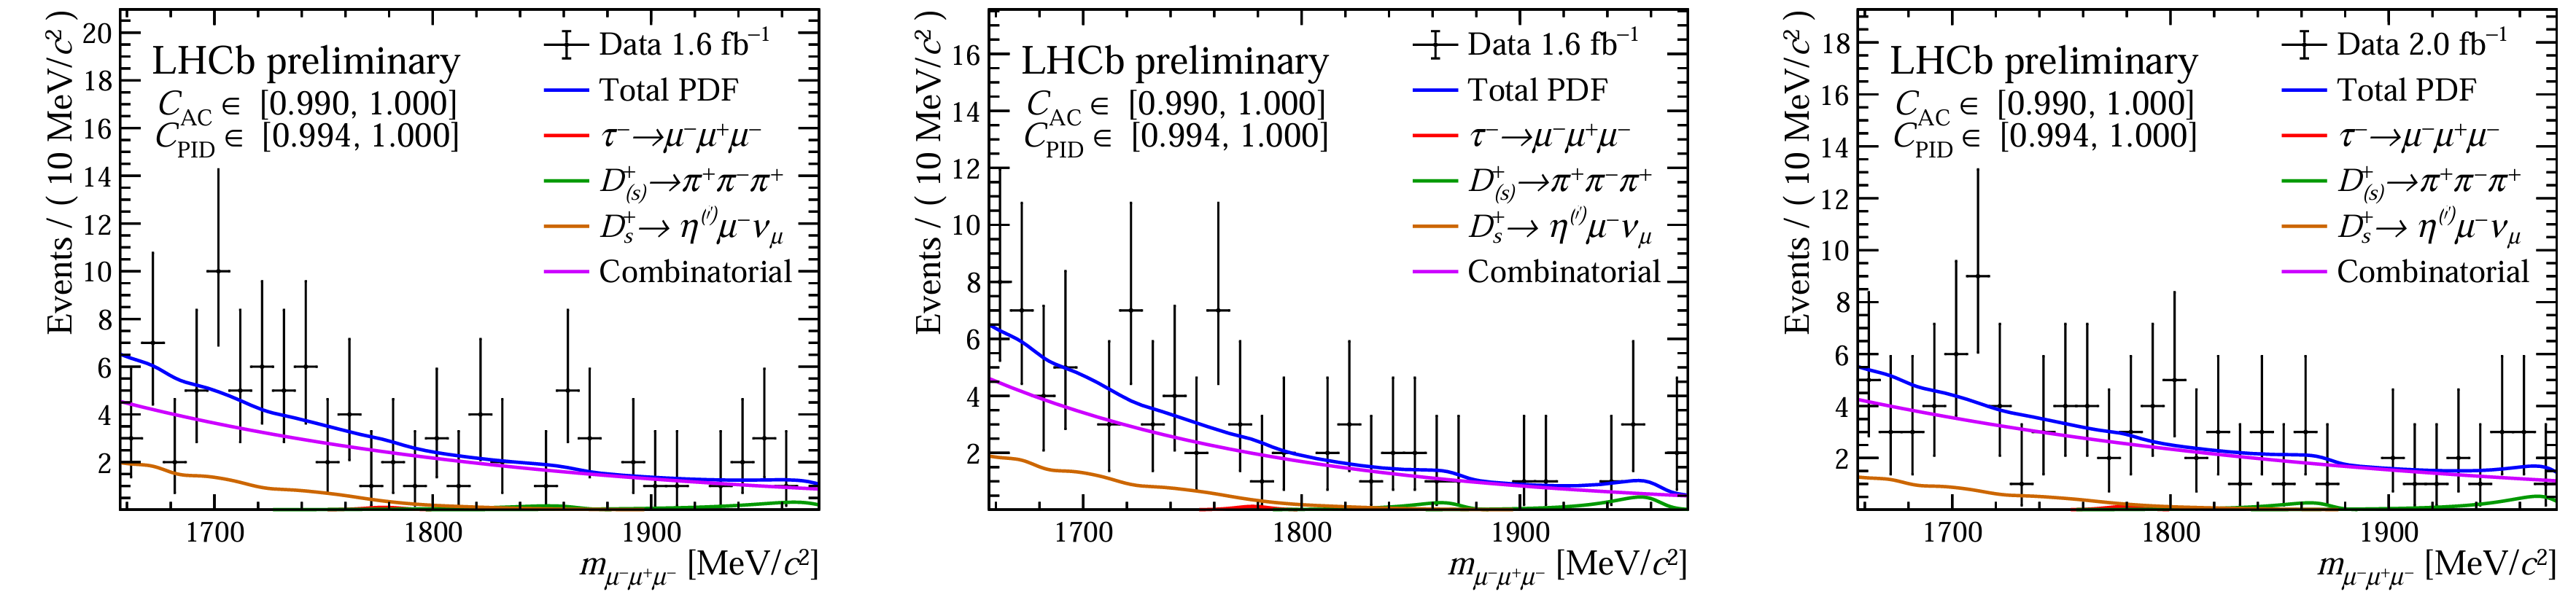 Events / ( 10 MeV/c² )
20
18
16
14
12
10
8
6
4
2
LHCb preliminary
C_AC ∈ [0.990, 1.000]
C_PID ∈ [0.994, 1.000]
Data 1.6 fb⁻¹
Total PDF
τ⁻→μ⁻μ⁺μ⁻
D⁺₍s₎→π⁺π⁻π⁺
D⁺s→ η⁽′⁾μ⁻ν_μ
Combinatorial
1700 1800 1900
m_μ⁻μ⁺μ⁻ [MeV/c²]
Events / ( 10 MeV/c² )
16
14
12
10
8
6
4
2
LHCb preliminary
C_AC ∈ [0.990, 1.000]
C_PID ∈ [0.994, 1.000]
Data 1.6 fb⁻¹
Total PDF
τ⁻→μ⁻μ⁺μ⁻
D⁺₍s₎→π⁺π⁻π⁺
D⁺s→ η⁽′⁾μ⁻ν_μ
Combinatorial
1700 1800 1900
m_μ⁻μ⁺μ⁻ [MeV/c²]
Events / ( 10 MeV/c² )
18
16
14
12
10
8
6
4
2
LHCb preliminary
C_AC ∈ [0.990, 1.000]
C_PID ∈ [0.994, 1.000]
Data 2.0 fb⁻¹
Total PDF
τ⁻→μ⁻μ⁺μ⁻
D⁺₍s₎→π⁺π⁻π⁺
D⁺s→ η⁽′⁾μ⁻ν_μ
Combinatorial
1700 1800 1900
m_μ⁻μ⁺μ⁻ [MeV/c²]